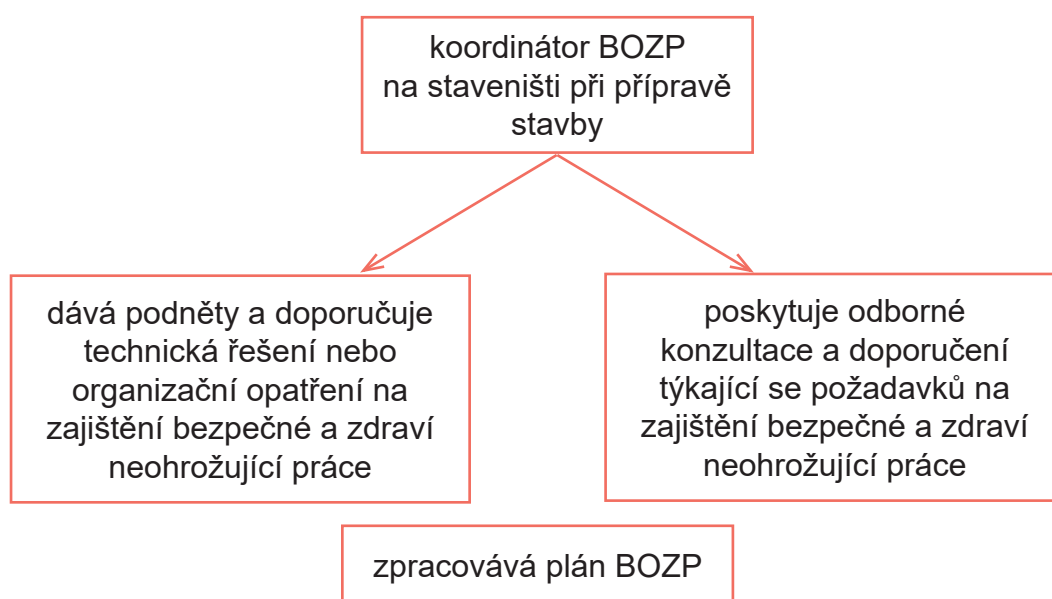 koordinátor BOZP
na staveništi při přípravě
stavby
dává podněty a doporučuje
technická řešení nebo
organizační opatření na
zajištění bezpečné a zdraví
neohrožující práce
poskytuje odborné
konzultace a doporučení
týkající se požadavků na
zajištění bezpečné a zdraví
neohrožující práce
zpracovává plán BOZP